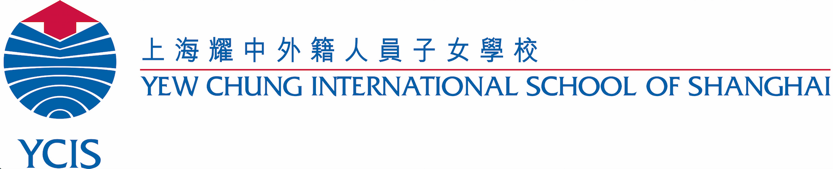 上海耀中外籍人員子女學校
YEW CHUNG INTERNATIONAL SCHOOL OF SHANGHAI
YCIS